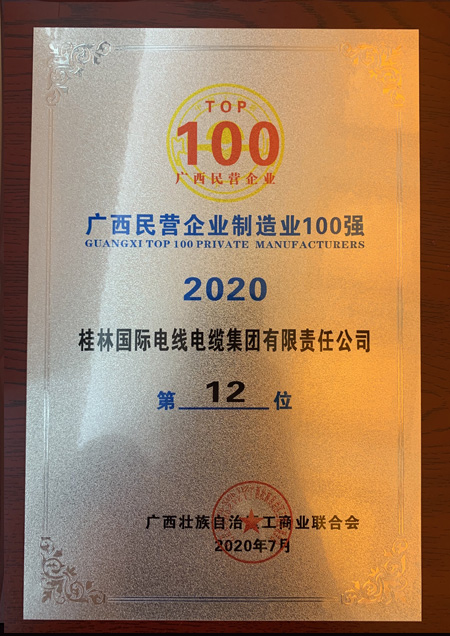 TOP
100
广西民营企业
广西民营企业制造业100强
GUANGXI TOP 100 PRIVATE MANUFACTURERS
2020
桂林国际电线电缆集团有限责任公司
第 12 位
广西壮族自治 工商业联合会
2020年7月